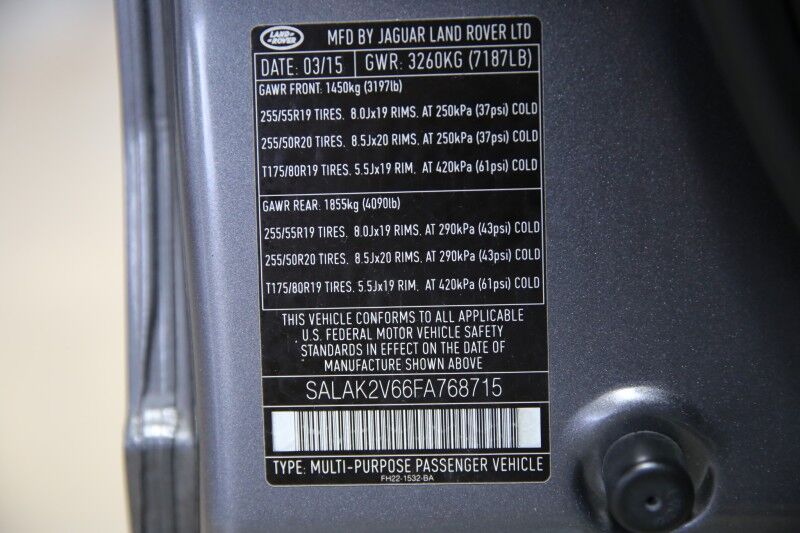 LAND ROVER
MFD BY JAGUAR LAND ROVER LTD
DATE: 03/15 GWR: 3260KG (7187LB)
GAWR FRONT: 1450kg (3197lb)
255/55R19 TIRES. 8.0Jx19 RIMS. AT 250kPa (37psi) COLD
255/50R20 TIRES. 8.5Jx20 RIMS. AT 250kPa (37psi) COLD
T175/80R19 TIRES. 5.5Jx19 RIM. AT 420kPa (61psi) COLD
GAWR REAR: 1855kg (4090lb)
255/55R19 TIRES. 8.0Jx19 RIMS. AT 290kPa (43psi) COLD
255/50R20 TIRES. 8.5Jx20 RIMS. AT 290kPa (43psi) COLD
T175/80R19 TIRES. 5.5Jx19 RIM. AT 420kPa (61psi) COLD
THIS VEHICLE CONFORMS TO ALL APPLICABLE
U.S. FEDERAL MOTOR VEHICLE SAFETY
STANDARDS IN EFFECT ON THE DATE OF
MANUFACTURE SHOWN ABOVE
SALAK2V66FA768715
TYPE: MULTI-PURPOSE PASSENGER VEHICLE
FH22-1532-BA